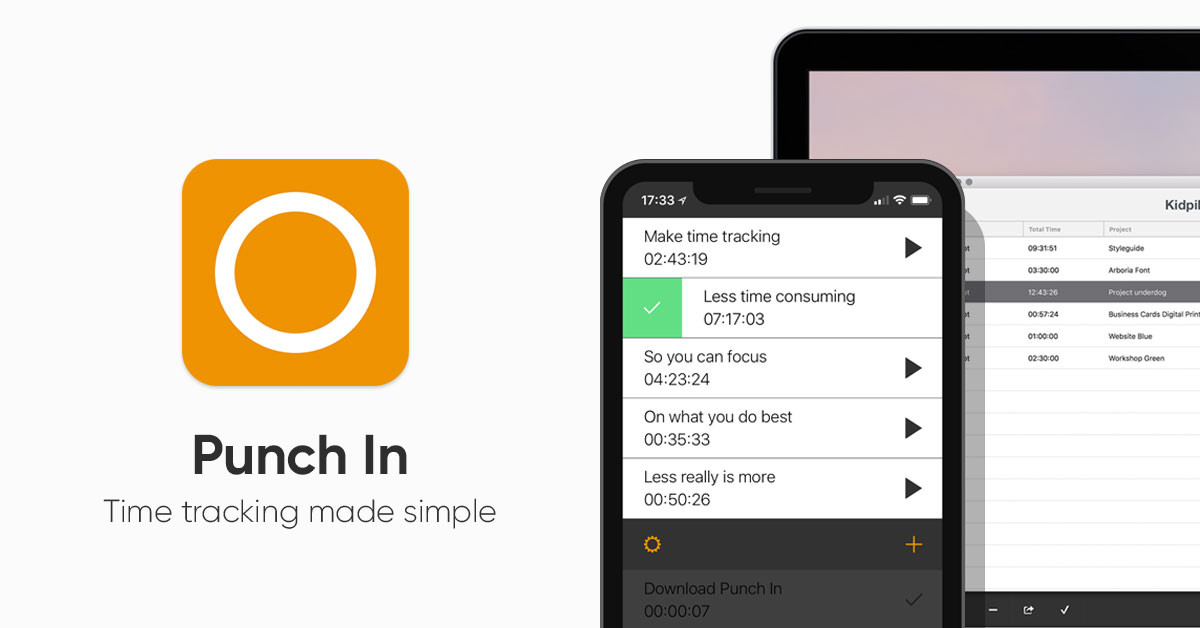 Punch In
Time tracking made simple
17:33
Make time tracking
02:43:19
Less time consuming
07:17:03
So you can focus
04:23:24
On what you do best
00:35:33
Less really is more
00:50:26
Download Punch In
00:00:07
Kidpil
Total Time Project
09:31:51 Styleguide
03:30:00 Arboria Font
12:43:26 Project underdog
00:57:24 Business Cards Digital Print
01:00:00 Website Blue
02:30:00 Workshop Green